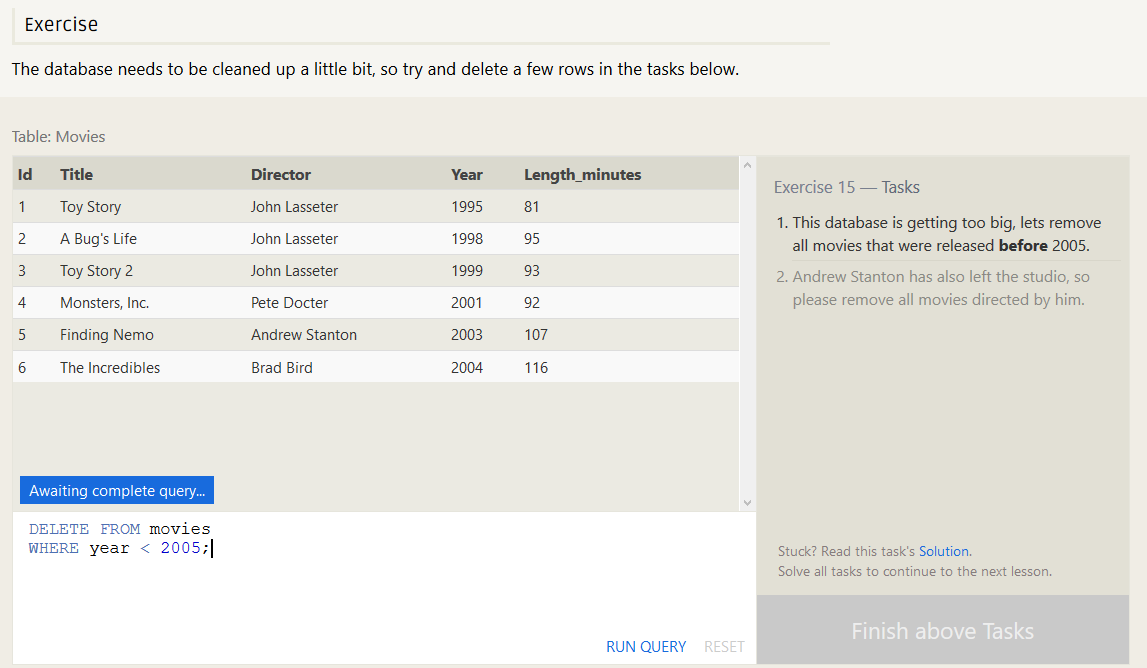 Exercise
The database needs to be cleaned up a little bit, so try and delete a few rows in the tasks below.
Table: Movies
Id Title Director Year Length_minutes
1 Toy Story John Lasseter 1995 81
2 A Bug's Life John Lasseter 1998 95
3 Toy Story 2 John Lasseter 1999 93
4 Monsters, Inc. Pete Docter 2001 92
5 Finding Nemo Andrew Stanton 2003 107
6 The Incredibles Brad Bird 2004 116
Awaiting complete query...
DELETE FROM movies
WHERE year < 2005;
RUN QUERY RESET
Exercise 15 — Tasks
1. This database is getting too big, lets remove
all movies that were released before 2005.
2. Andrew Stanton has also left the studio, so
please remove all movies directed by him.
Stuck? Read this task's Solution.
Solve all tasks to continue to the next lesson.
Finish above Tasks